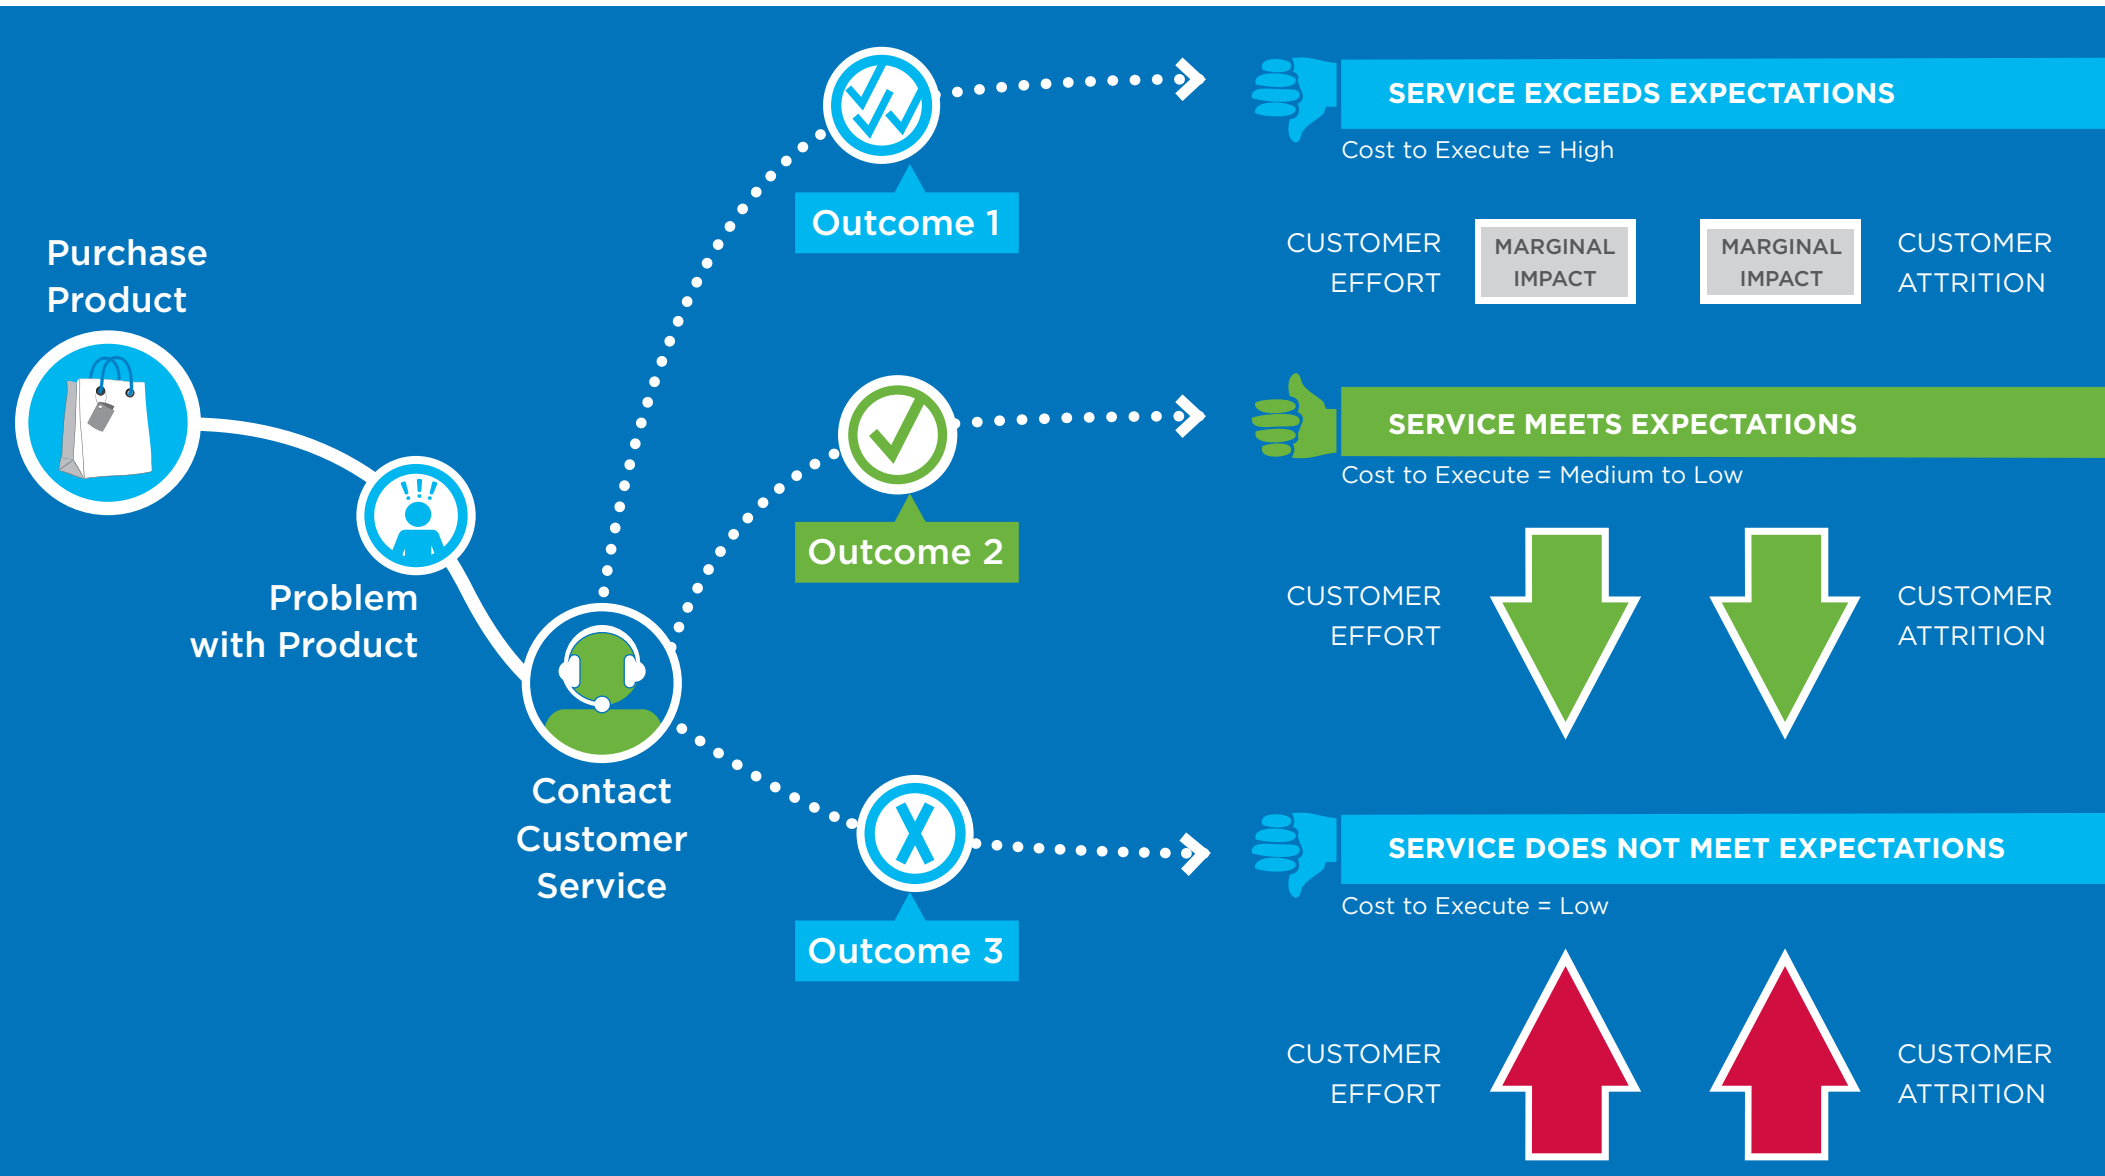 Purchase
Product
Problem
with Product
Contact
Customer
Service
Outcome 1
SERVICE EXCEEDS EXPECTATIONS
Cost to Execute = High
CUSTOMER
EFFORT
MARGINAL
IMPACT
MARGINAL
IMPACT
CUSTOMER
ATTRITION
Outcome 2
SERVICE MEETS EXPECTATIONS
Cost to Execute = Medium to Low
CUSTOMER
EFFORT
CUSTOMER
ATTRITION
Outcome 3
SERVICE DOES NOT MEET EXPECTATIONS
Cost to Execute = Low
CUSTOMER
EFFORT
CUSTOMER
ATTRITION